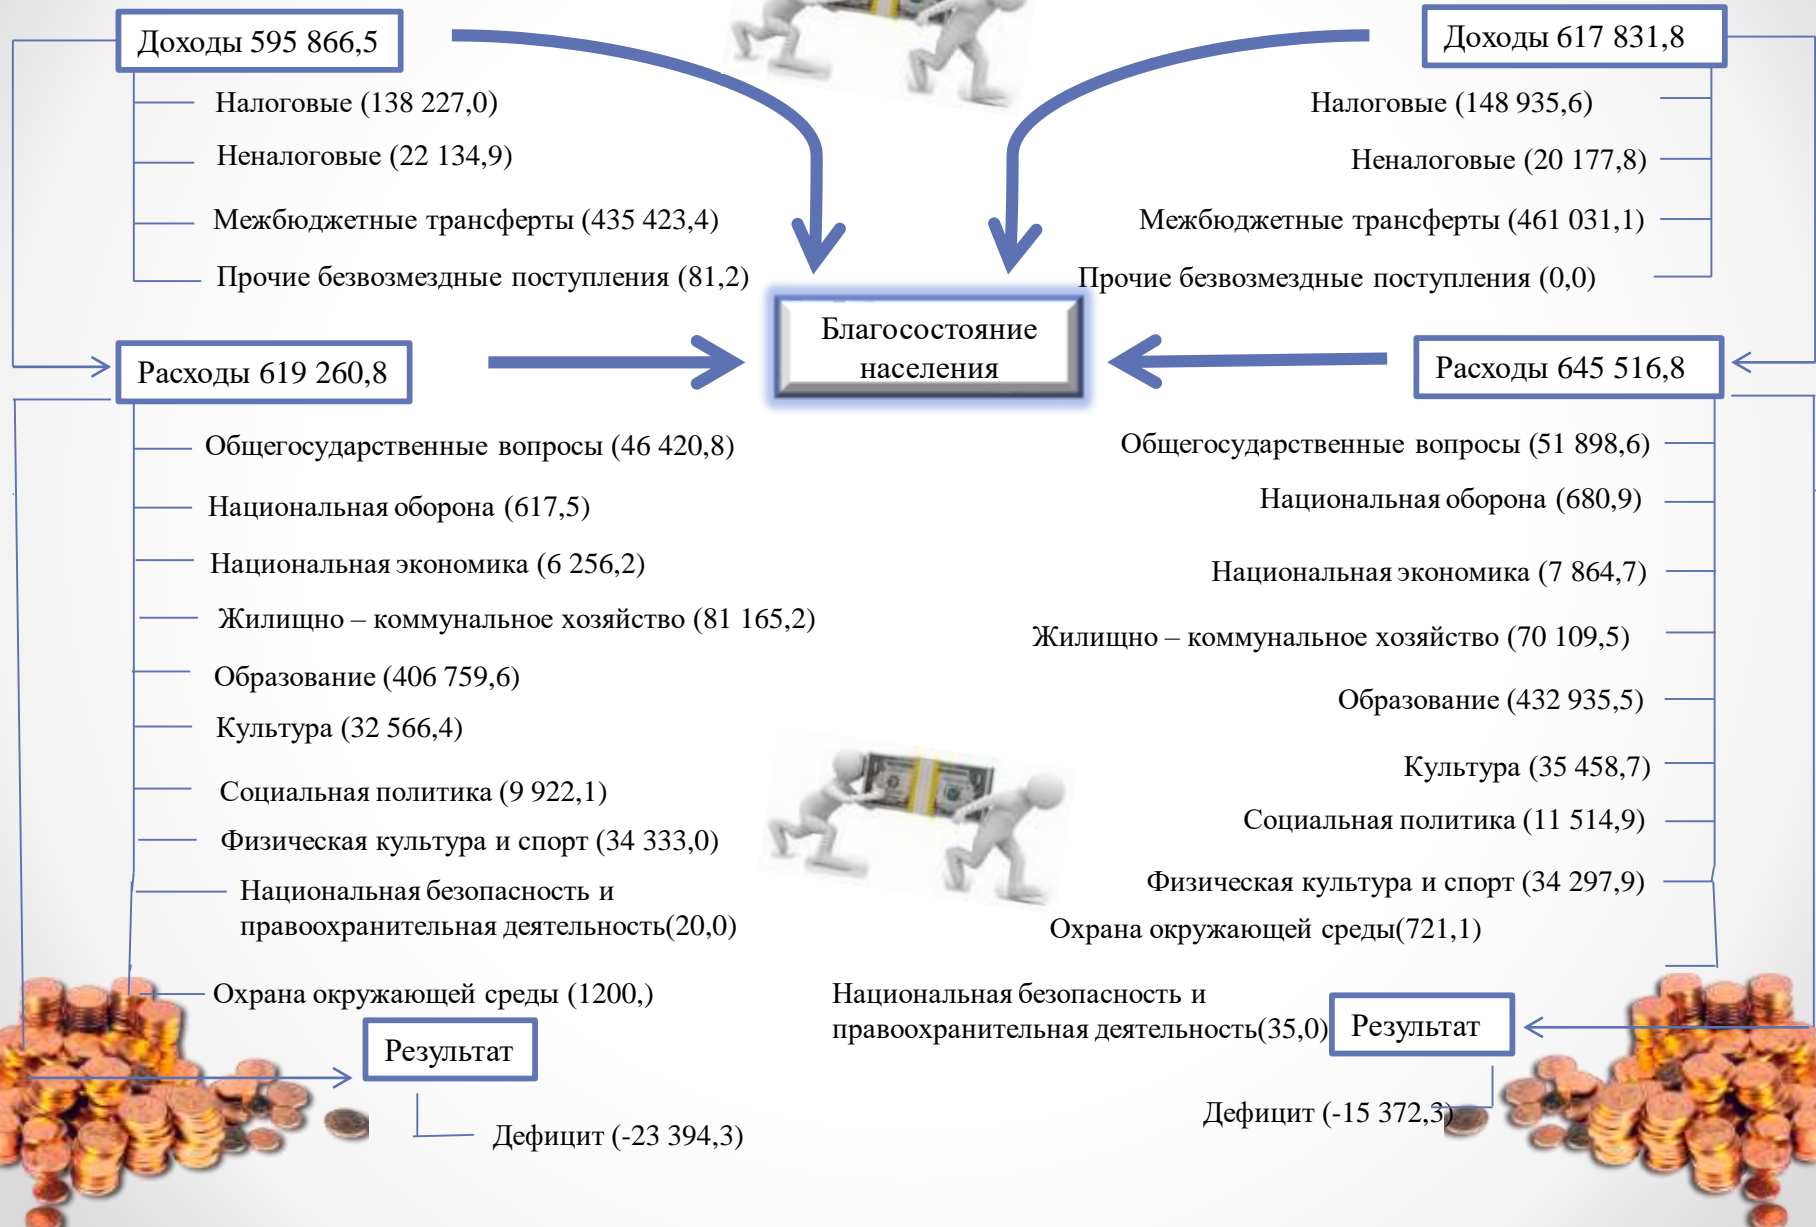 Доходы 595 866,5
Налоговые (138 227,0)
Неналоговые (22 134,9)
Межбюджетные трансферты (435 423,4)
Прочие безвозмездные поступления (81,2)
Расходы 619 260,8
Общегосударственные вопросы (46 420,8)
Национальная оборона (617,5)
Национальная экономика (6 256,2)
Жилищно – коммунальное хозяйство (81 165,2)
Образование (406 759,6)
Культура (32 566,4)
Социальная политика (9 922,1)
Физическая культура и спорт (34 333,0)
Национальная безопасность и
правоохранительная деятельность(20,0)
Охрана окружающей среды (1200,)
Результат
Дефицит (-23 394,3)
Благосостояние
населения
Доходы 617 831,8
Налоговые (148 935,6)
Неналоговые (20 177,8)
Межбюджетные трансферты (461 031,1)
Прочие безвозмездные поступления (0,0)
Расходы 645 516,8
Общегосударственные вопросы (51 898,6)
Национальная оборона (680,9)
Национальная экономика (7 864,7)
Жилищно – коммунальное хозяйство (70 109,5)
Образование (432 935,5)
Культура (35 458,7)
Социальная политика (11 514,9)
Физическая культура и спорт (34 297,9)
Охрана окружающей среды(721,1)
Национальная безопасность и
правоохранительная деятельность(35,0)
Результат
Дефицит (-15 372,3)